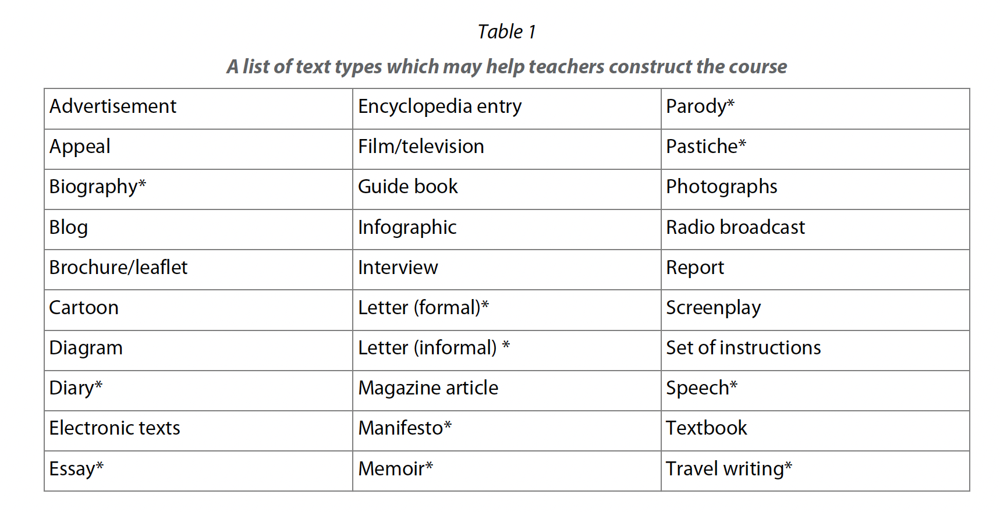 Table 1
A list of text types which may help teachers construct the course
Advertisement Encyclopedia entry Parody*
Appeal Film/television Pastiche*
Biography* Guide book Photographs
Blog Infographic Radio broadcast
Brochure/leaflet Interview Report
Cartoon Letter (formal)* Screenplay
Diagram Letter (informal) * Set of instructions
Diary* Magazine article Speech*
Electronic texts Manifesto* Textbook
Essay* Memoir* Travel writing*